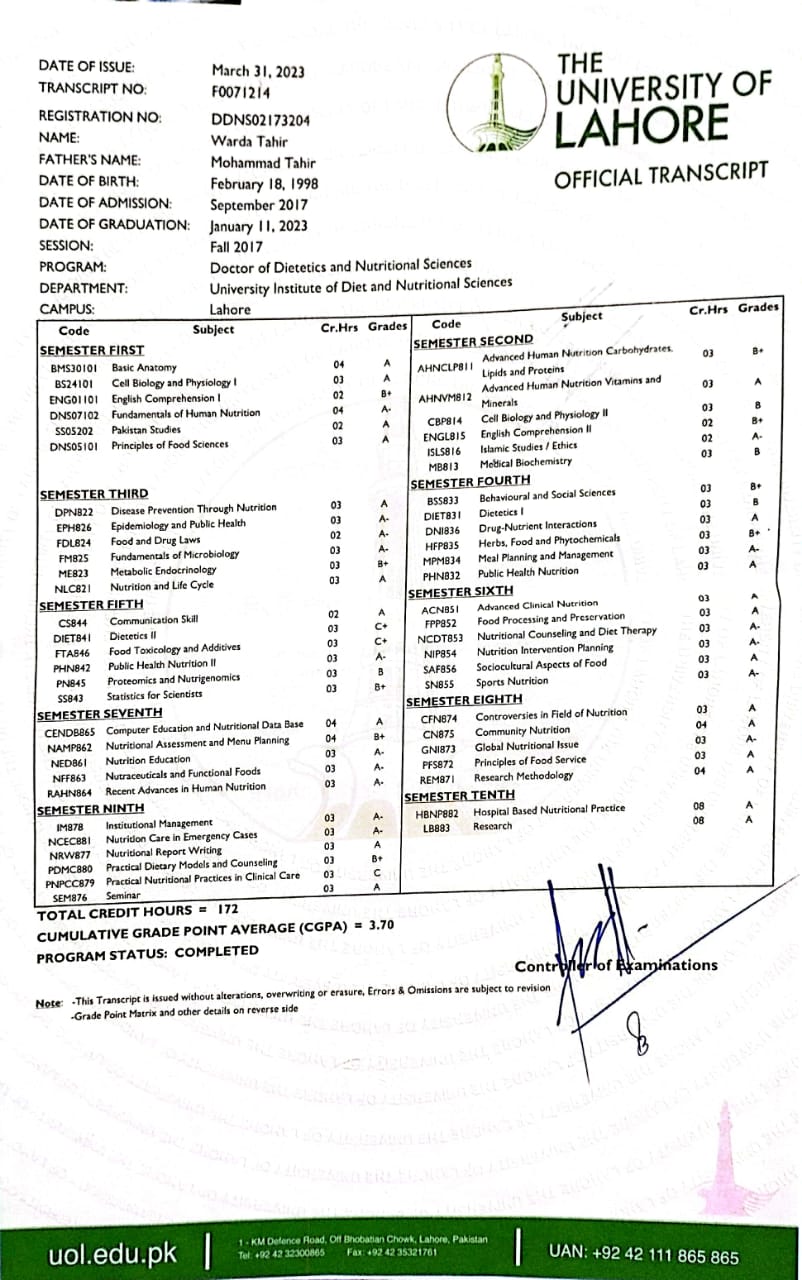 DATE OF ISSUE: March 31, 2023
TRANSCRIPT NO: F0071214
REGISTRATION NO: DDNS02173204
NAME: Warda Tahir
FATHER'S NAME: Mohammad Tahir
DATE OF BIRTH: February 18, 1998
DATE OF ADMISSION: September 2017
DATE OF GRADUATION: January 11, 2023
SESSION: Fall 2017
PROGRAM: Doctor of Dietetics and Nutritional Sciences
DEPARTMENT: University Institute of Diet and Nutritional Sciences
CAMPUS: Lahore
THE
UNIVERSITY OF
LAHORE
OFFICIAL TRANSCRIPT
Code Subject Cr.Hrs Grades
SEMESTER FIRST
BMS30101 Basic Anatomy 04 A
BS24101 Cell Biology and Physiology I 03 A
ENG01101 English Comprehension I 02 B+
DNS07102 Fundamentals of Human Nutrition 04 A-
SS05202 Pakistan Studies 02 A
DNS05101 Principles of Food Sciences 03 A
SEMESTER THIRD
DPN822 Disease Prevention Through Nutrition 03 A
EPH826 Epidemiology and Public Health 03 A-
FDL824 Food and Drug Laws 02 A-
FM825 Fundamentals of Microbiology 03 A-
ME823 Metabolic Endocrinology 03 B+
NLC821 Nutrition and Life Cycle 03 A
SEMESTER FIFTH
CS844 Communication Skill 02 A
DIET841 Dietetics II 03 C+
FTA846 Food Toxicology and Additives 03 C+
PHN842 Public Health Nutrition II 03 A-
PN845 Proteomics and Nutrigenomics 03 B
SS843 Statistics for Scientists 03 B+
SEMESTER SEVENTH
CENDB865 Computer Education and Nutritional Data Base 04 A
NAMP862 Nutritional Assessment and Menu Planning 04 B+
NED861 Nutrition Education 03 A-
NFF863 Nutraceuticals and Functional Foods 03 A-
RAHN864 Recent Advances in Human Nutrition 03 A-
SEMESTER NINTH
IM878 Institutional Management 03 A-
NCEC881 Nutrition Care in Emergency Cases 03 A-
NRW877 Nutritional Report Writing 03 A
PDMC880 Practical Dietary Models and Counseling 03 B+
PNPCC879 Practical Nutritional Practices in Clinical Care 03 C
SEM876 Seminar 03 A
Code Subject Cr.Hrs Grades
SEMESTER SECOND
AHNCLP811 Advanced Human Nutrition Carbohydrates, 03 B+
Lipids and Proteins
AHNVM812 Advanced Human Nutrition Vitamins and 03 A
Minerals
CBP814 Cell Biology and Physiology II 03 B
ENGL815 English Comprehension II 02 B+
ISLS816 Islamic Studies / Ethics 02 A-
MB813 Medical Biochemistry 03 B
SEMESTER FOURTH
BSS833 Behavioural and Social Sciences 03 B+
DIET831 Dietetics I 03 B
DNI836 Drug-Nutrient Interactions 03 A
HFP835 Herbs, Food and Phytochemicals 03 B+
MPM834 Meal Planning and Management 03 A-
PHN832 Public Health Nutrition 03 A
SEMESTER SIXTH
ACN851 Advanced Clinical Nutrition 03 A
FPP852 Food Processing and Preservation 03 A
NCDT853 Nutritional Counseling and Diet Therapy 03 A-
NIP854 Nutrition Intervention Planning 03 A-
SAF856 Sociocultural Aspects of Food 03 A
SN855 Sports Nutrition 03 A-
SEMESTER EIGHTH
CFN874 Controversies in Field of Nutrition 03 A
CN875 Community Nutrition 04 A
GNI873 Global Nutritional Issue 03 A-
PFS872 Principles of Food Service 03 A
REM871 Research Methodology 04 A
SEMESTER TENTH
HBNP882 Hospital Based Nutritional Practice 08 A
LB883 Research 08 A
TOTAL CREDIT HOURS = 172
CUMULATIVE GRADE POINT AVERAGE (CGPA) = 3.70
PROGRAM STATUS: COMPLETED
Controller of Examinations
Note: -This Transcript is issued without alterations, overwriting or erasure, Errors & Omissions are subject to revision
-Grade Point Matrix and other details on reverse side
uol.edu.pk
1 - KM Defence Road, Off Bhobatian Chowk, Lahore, Pakistan
Tel: +92 42 32300865 Fax: +92 42 35321761
UAN: +92 42 111 865 865